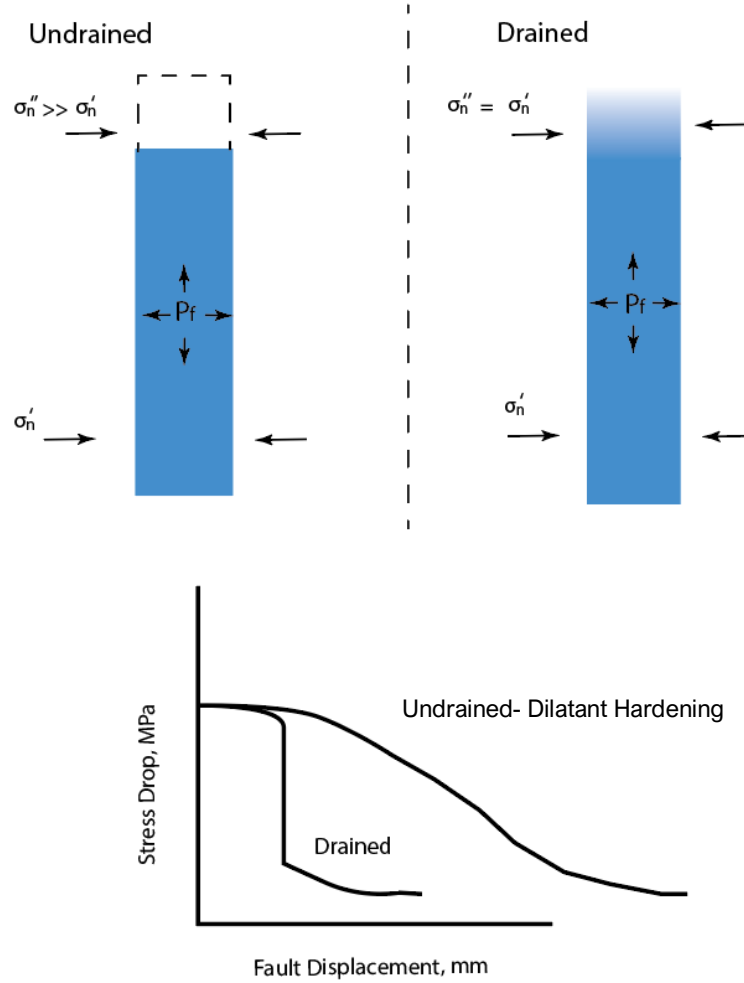 Undrained
Drained
σn″ >> σn′
σn″ = σn′
Pf
Pf
σn′
σn′
Undrained- Dilatant Hardening
Stress Drop, MPa
Drained
Fault Displacement, mm